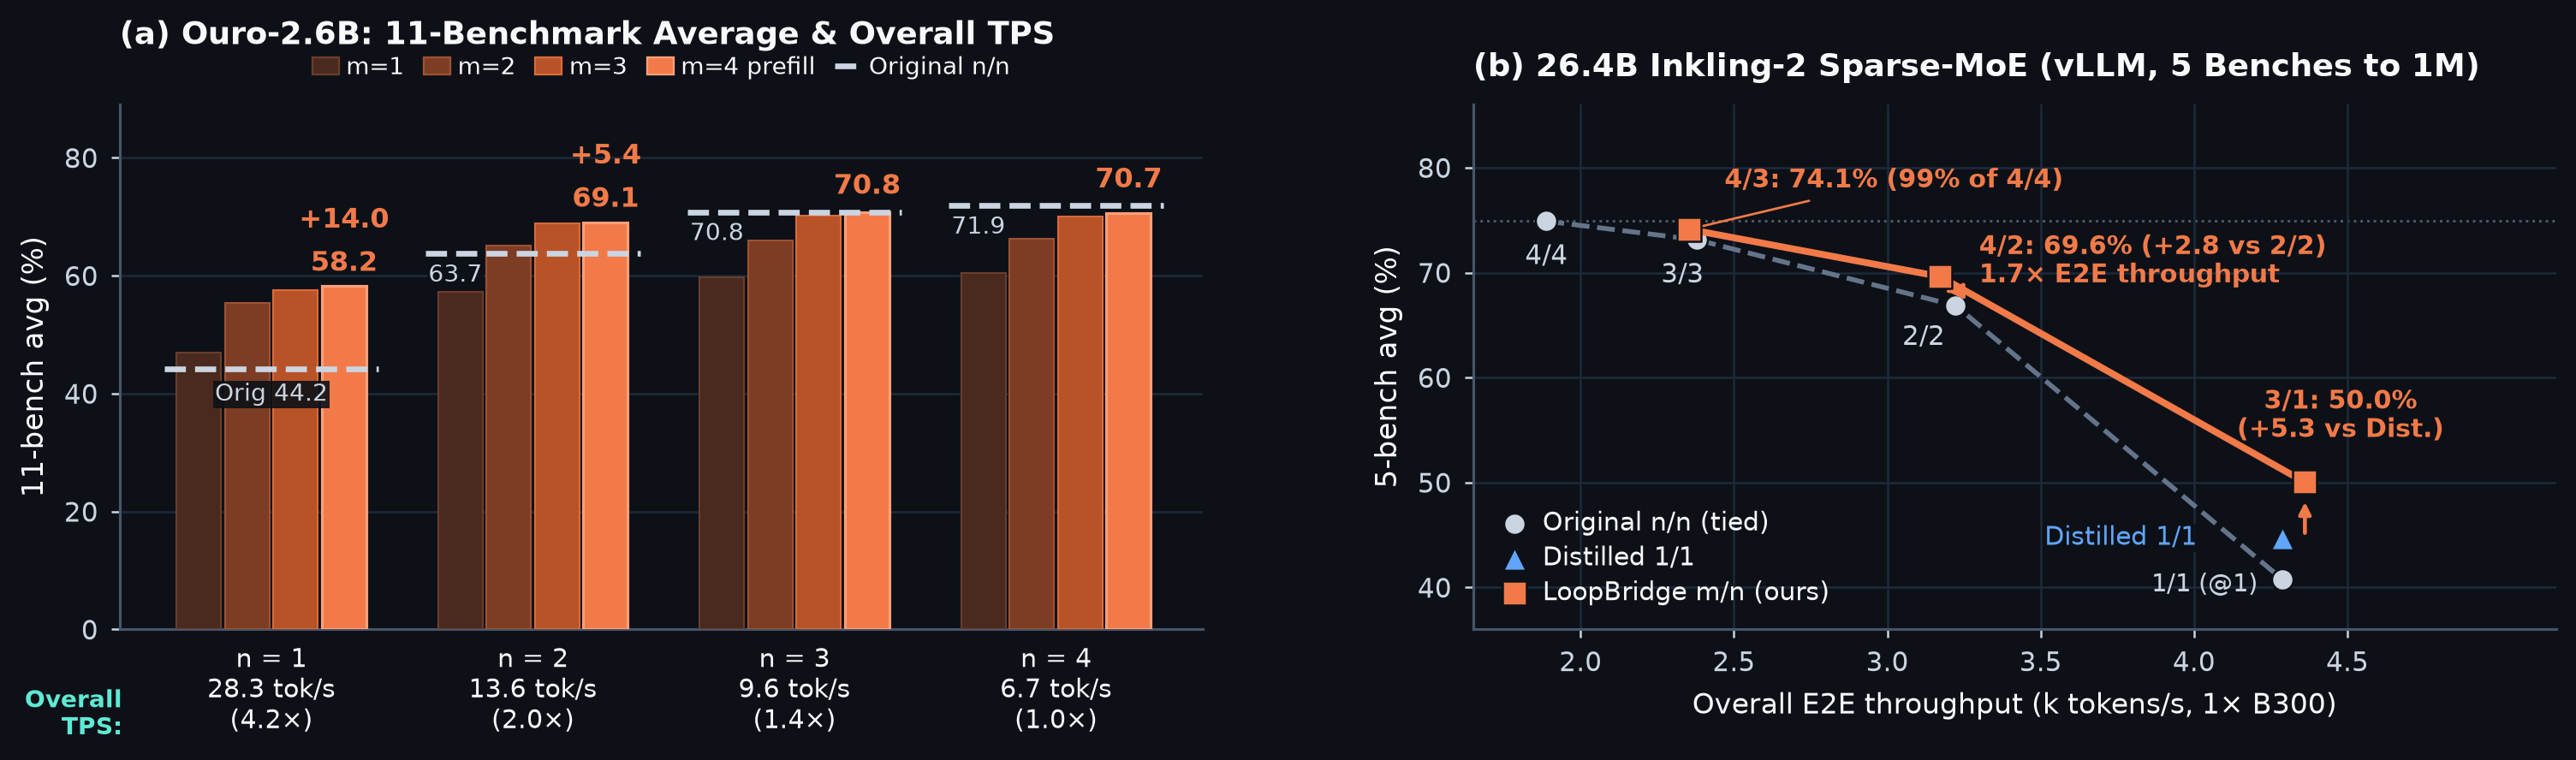 (a) Ouro-2.6B: 11-Benchmark Average & Overall TPS
m=1 m=2 m=3 m=4 prefill Original n/n
11-bench avg (%)
80
60
40
20
0
+14.0
58.2
Orig 44.2
+5.4
69.1
63.7
70.8
70.8
70.7
71.9
n = 1 n = 2 n = 3 n = 4
28.3 tok/s 13.6 tok/s 9.6 tok/s 6.7 tok/s
(4.2×) (2.0×) (1.4×) (1.0×)
Overall
TPS:
(b) 26.4B Inkling-2 Sparse-MoE (vLLM, 5 Benches to 1M)
5-bench avg (%)
80
70
60
50
40
4/3: 74.1% (99% of 4/4)
4/4
3/3
4/2: 69.6% (+2.8 vs 2/2)
1.7× E2E throughput
2/2
3/1: 50.0%
(+5.3 vs Dist.)
Distilled 1/1
1/1 (@1)
Original n/n (tied)
Distilled 1/1
LoopBridge m/n (ours)
2.0 2.5 3.0 3.5 4.0 4.5
Overall E2E throughput (k tokens/s, 1× B300)